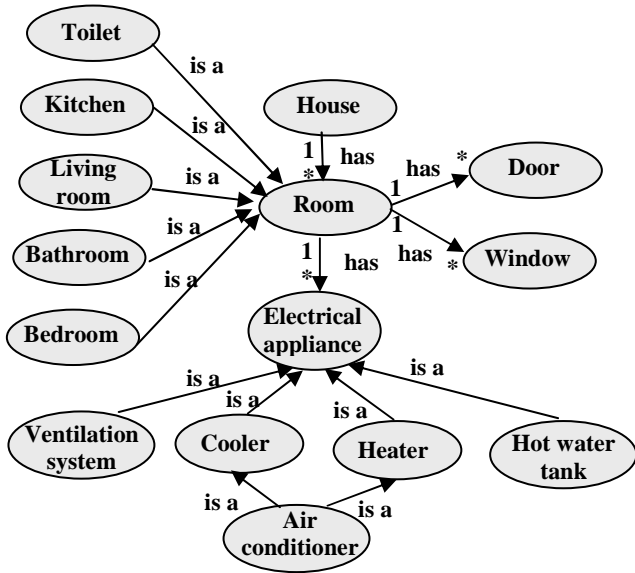 Toilet
is a
Kitchen
House
is a
1
has
Living
room
is a
*
has
*
Door
Room
1
1
has
*
Window
Bathroom
is a
is a
1
has
*
Bedroom
Electrical
appliance
is a
is a
is a
is a
Ventilation
system
Cooler
Heater
Hot water
tank
is a
is a
Air
conditioner